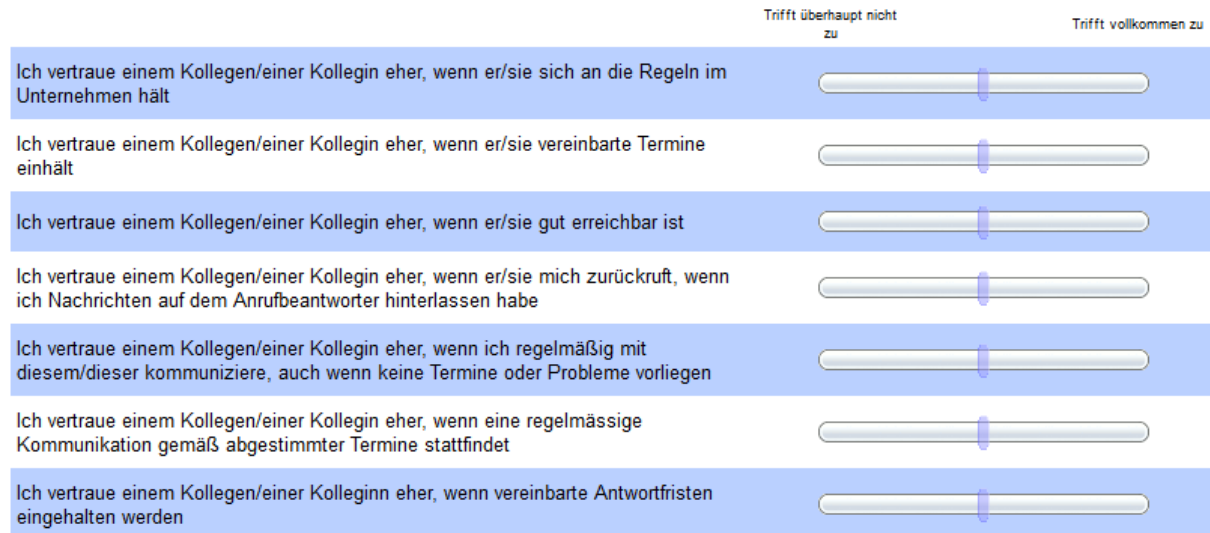 Trifft überhaupt nicht
zu
Trifft vollkommen zu
Ich vertraue einem Kollegen/einer Kollegin eher, wenn er/sie sich an die Regeln im
Unternehmen hält
Ich vertraue einem Kollegen/einer Kollegin eher, wenn er/sie vereinbarte Termine
einhält
Ich vertraue einem Kollegen/einer Kollegin eher, wenn er/sie gut erreichbar ist
Ich vertraue einem Kollegen/einer Kollegin eher, wenn er/sie mich zurückruft, wenn
ich Nachrichten auf dem Anrufbeantworter hinterlassen habe
Ich vertraue einem Kollegen/einer Kollegin eher, wenn ich regelmäßig mit
diesem/dieser kommuniziere, auch wenn keine Termine oder Probleme vorliegen
Ich vertraue einem Kollegen/einer Kollegin eher, wenn eine regelmässige
Kommunikation gemäß abgestimmter Termine stattfindet
Ich vertraue einem Kollegen/einer Kolleginn eher, wenn vereinbarte Antwortfristen
eingehalten werden